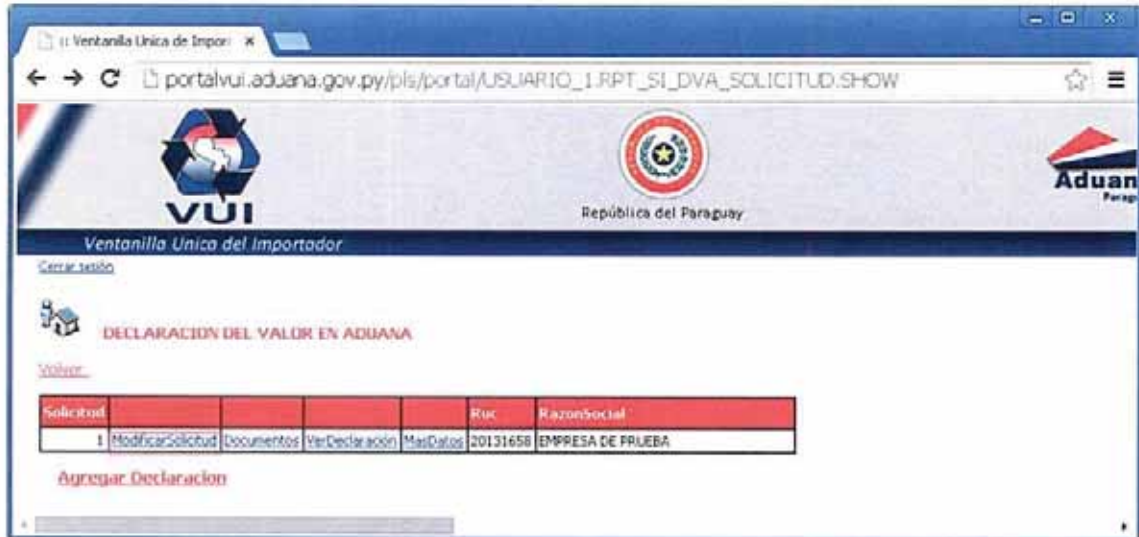 :: Ventanilla Unica de Impor
portalvui.aduana.gov.py/pls/portal/USUARIO_1.RPT_SI_DVA_SOLICITUD.SHOW
VUI
República del Paraguay
Aduan
Parag
Ventanilla Unica del Importador
Cerrar sesión
DECLARACION DEL VALOR EN ADUANA
Volver
Solicitud Ruc RazonSocial
1 ModificarSolicitud Documentos VerDeclaración MasDatos 20131658 EMPRESA DE PRUEBA
Agregar Declaracion